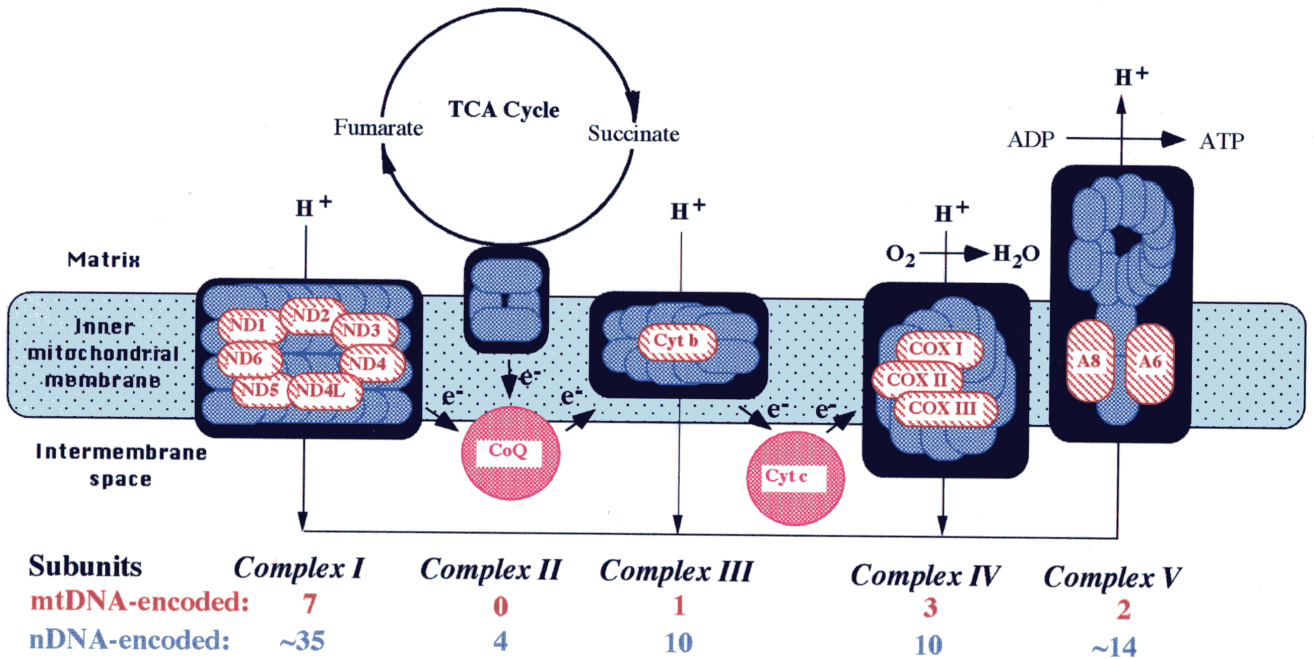 TCA Cycle
Fumarate
Succinate
H+
ADP
ATP
H+
H+
H+
O2
H2O
Matrix
Inner
mitochondrial
membrane
ND1
ND2
ND3
ND6
ND4
ND5
ND4L
Cyt b
COX I
COX II
COX III
A8
A6
e-
e-
e-
e-
e-
CoQ
Cyt c
Intermembrane
space
Subunits Complex I Complex II Complex III Complex IV Complex V
mtDNA-encoded: 7 0 1 3 2
nDNA-encoded: ~35 4 10 10 ~14